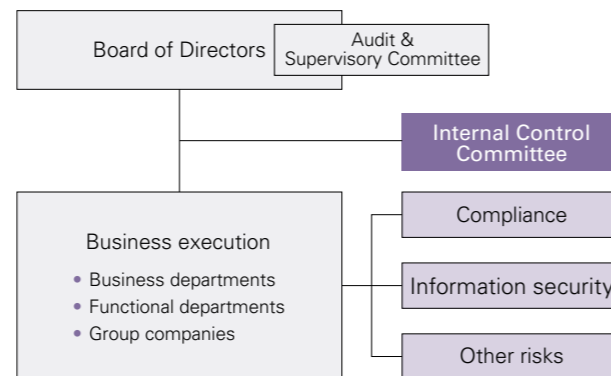 Board of Directors
Audit &
Supervisory Committee
Internal Control
Committee
Business execution
• Business departments
• Functional departments
• Group companies
Compliance
Information security
Other risks